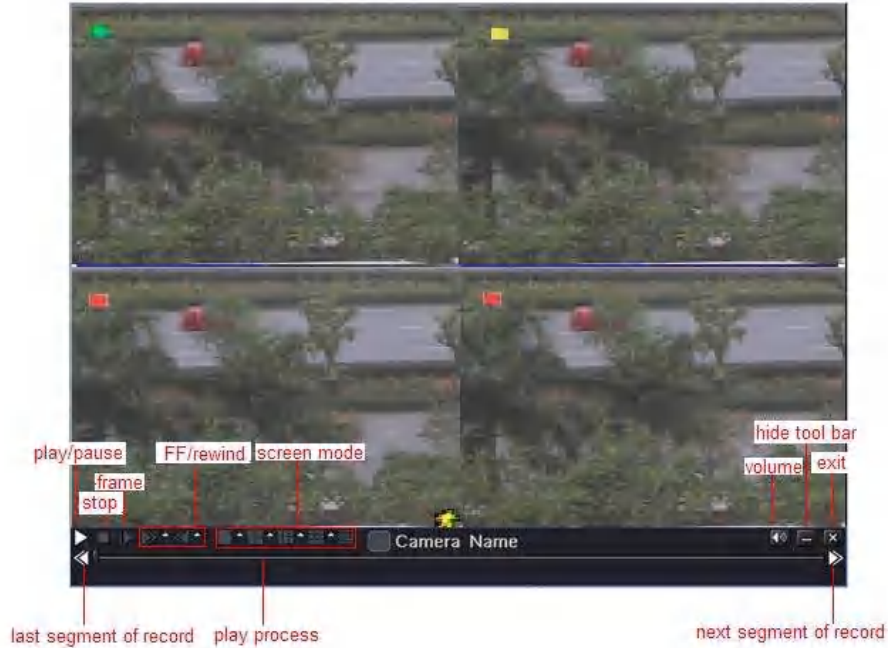 hide tool bar
play/pause
FF/rewind
screen mode
volume
exit
frame
stop
Camera Name
last segment of record
play process
next segment of record